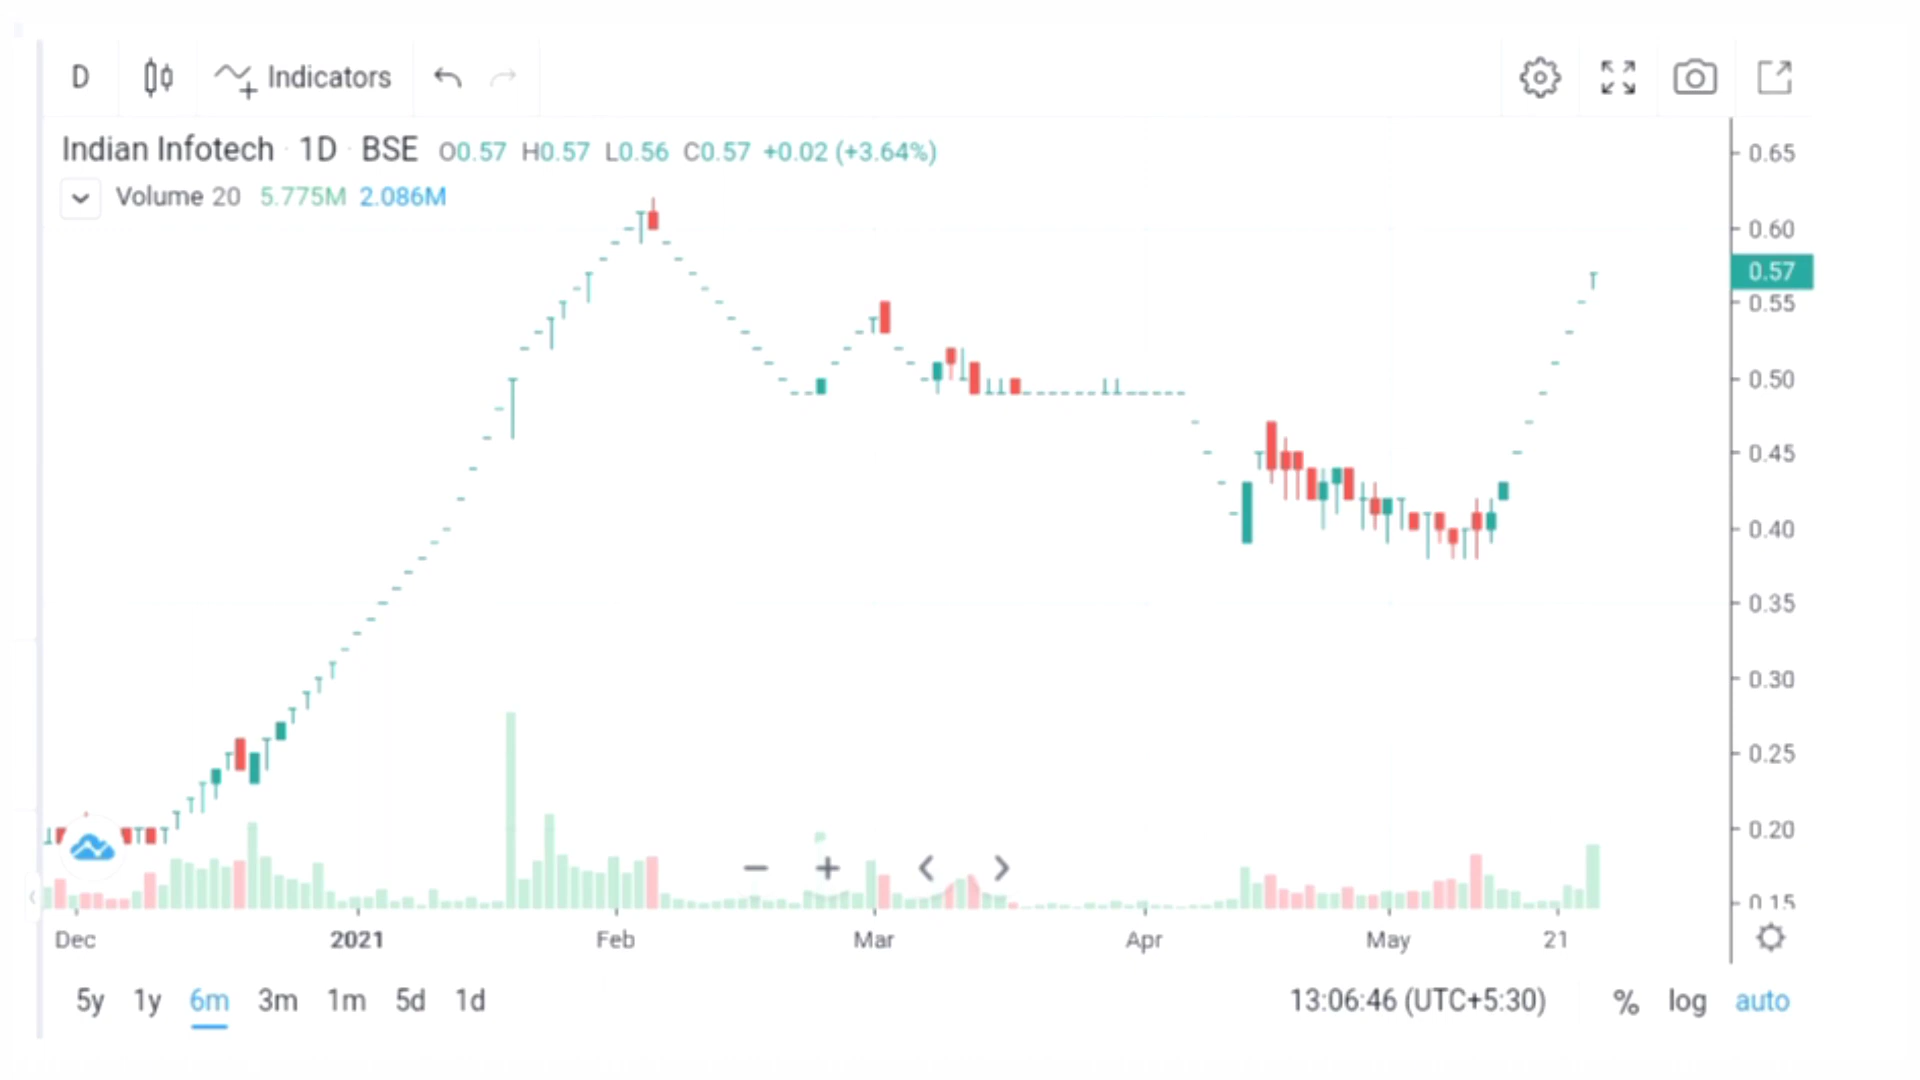 D Indicators
Indian Infotech · 1D · BSE O0.57 H0.57 L0.56 C0.57 +0.02 (+3.64%)
Volume 20 5.775M 2.086M
0.65
0.60
0.57
0.55
0.50
0.45
0.40
0.35
0.30
0.25
0.20
0.15
Dec 2021 Feb Mar Apr May 21
5y 1y 6m 3m 1m 5d 1d 13:06:46 (UTC+5:30) % log auto